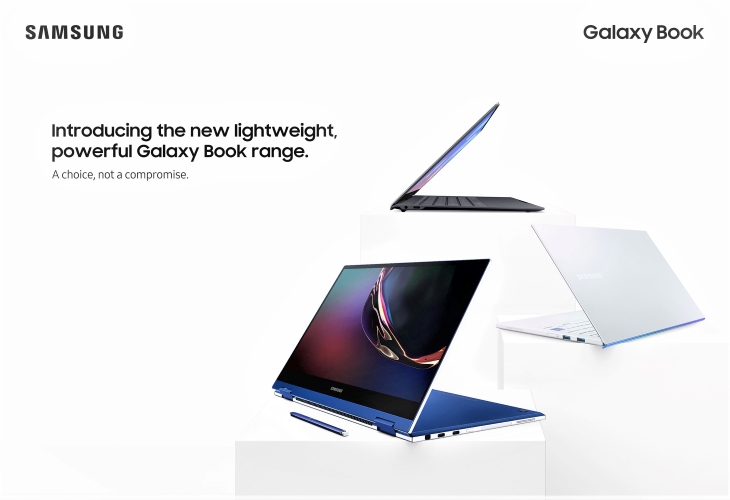 SAMSUNG
Galaxy Book
Introducing the new lightweight,
powerful Galaxy Book range.
A choice, not a compromise.
SAMSUNG
SAMSUNG